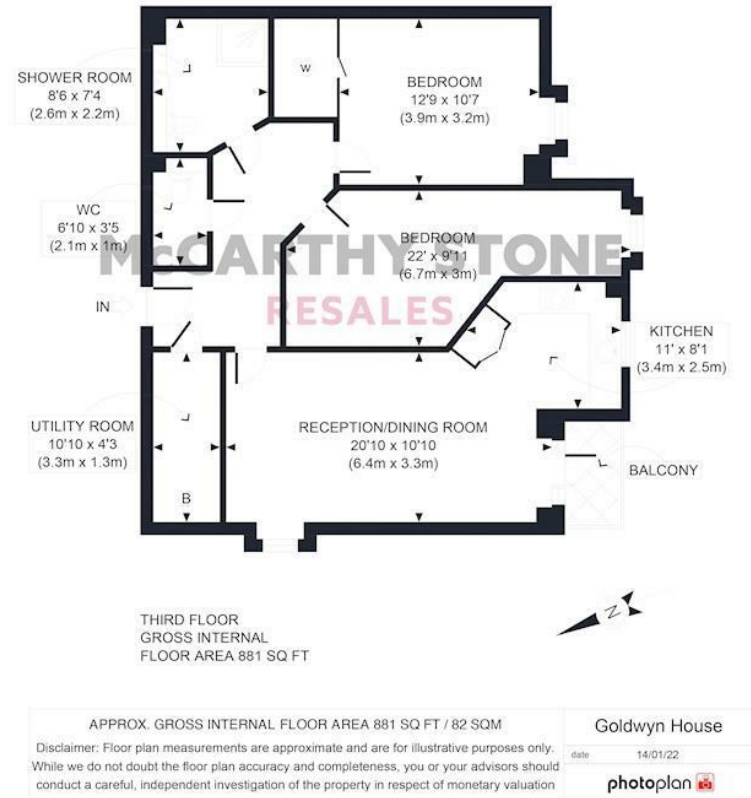 SHOWER ROOM
8'6 x 7'4
(2.6m x 2.2m)
W
BEDROOM
12'9 x 10'7
(3.9m x 3.2m)
WC
6'10 x 3'5
(2.1m x 1m)
BEDROOM
22' x 9'11
(6.7m x 3m)
McCARTHY STONE
RESALES
IN
KITCHEN
11' x 8'1
(3.4m x 2.5m)
UTILITY ROOM
10'10 x 4'3
(3.3m x 1.3m)
B
RECEPTION/DINING ROOM
20'10 x 10'10
(6.4m x 3.3m)
BALCONY
THIRD FLOOR
GROSS INTERNAL
FLOOR AREA 881 SQ FT
N
APPROX. GROSS INTERNAL FLOOR AREA 881 SQ FT / 82 SQM
Disclaimer: Floor plan measurements are approximate and are for illustrative purposes only.
While we do not doubt the floor plan accuracy and completeness, you or your advisors should
conduct a careful, independent investigation of the property in respect of monetary valuation
Goldwyn House
date 14/01/22
photoplan